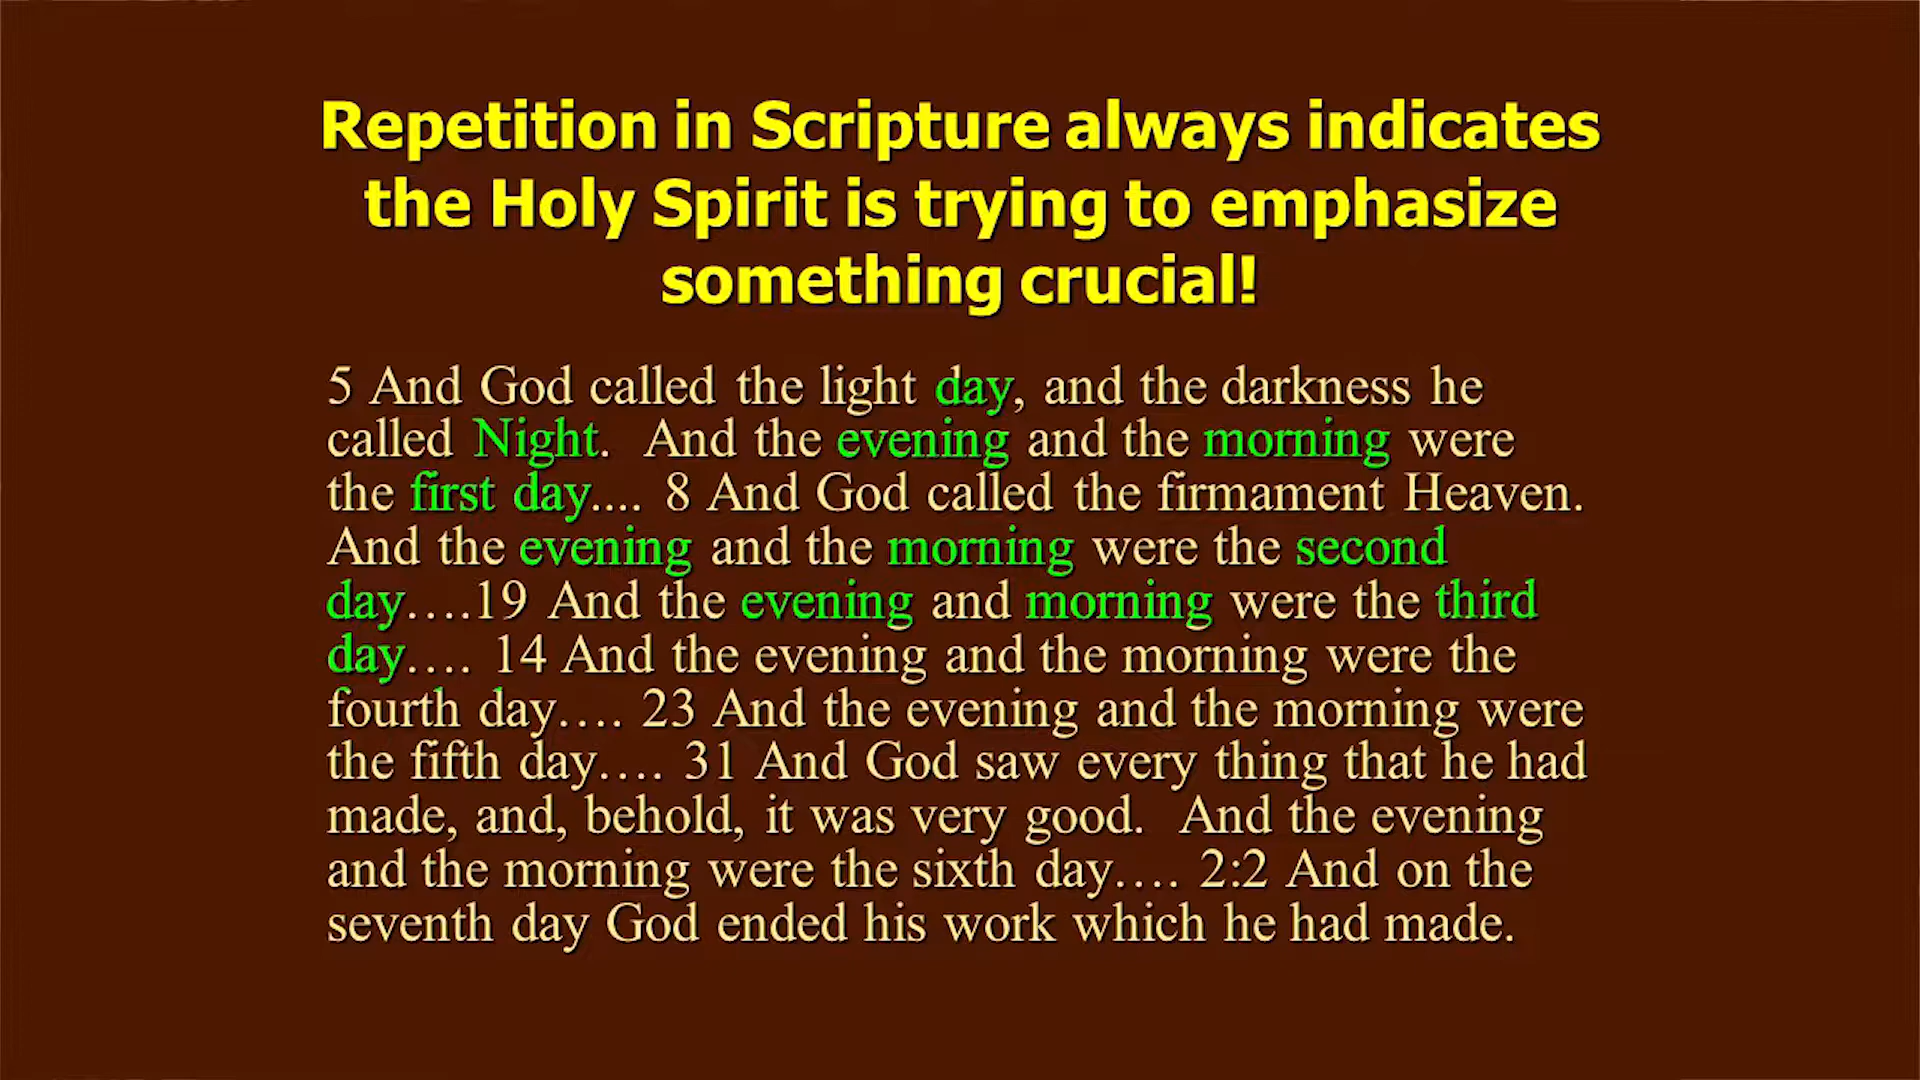 Repetition in Scripture always indicates
the Holy Spirit is trying to emphasize
something crucial!
5 And God called the light day, and the darkness he
called Night.  And the evening and the morning were
the first day.... 8 And God called the firmament Heaven.
And the evening and the morning were the second
day….19 And the evening and morning were the third
day…. 14 And the evening and the morning were the
fourth day…. 23 And the evening and the morning were
the fifth day…. 31 And God saw every thing that he had
made, and, behold, it was very good.  And the evening
and the morning were the sixth day…. 2:2 And on the
seventh day God ended his work which he had made.